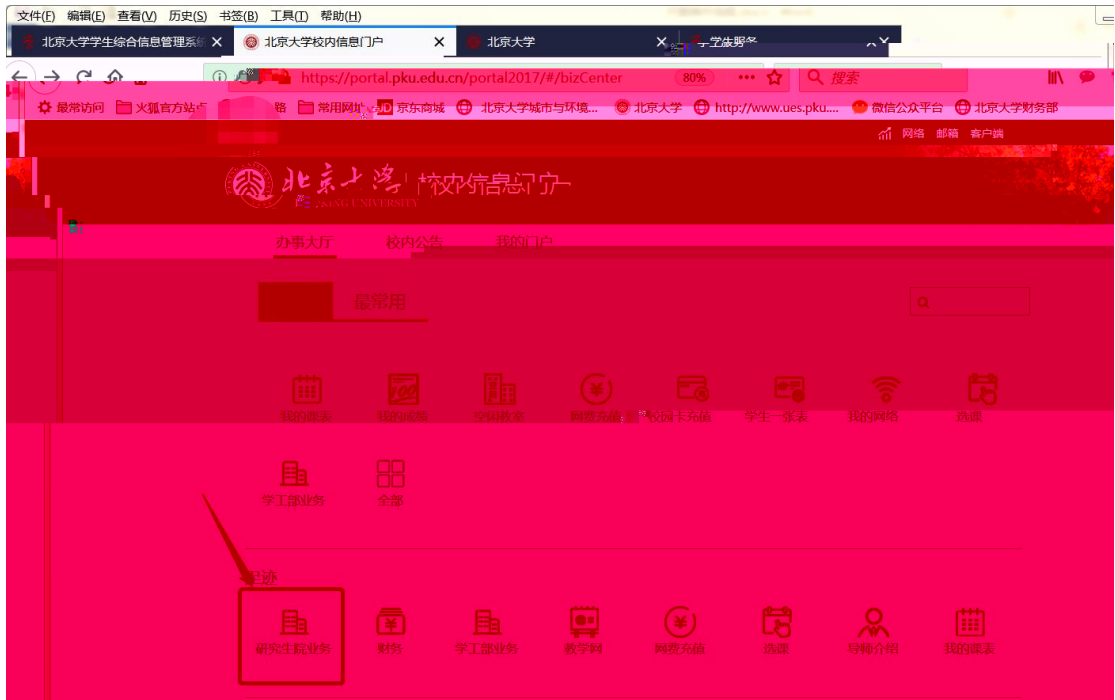 文件(F) 编辑(E) 查看(V) 历史(S) 书签(B) 工具(T) 帮助(H)
北京大学学生综合信息管理系统 北京大学校内信息门户 北京大学
https://portal.pku.edu.cn/portal2017/#/bizCenter 80% 搜索
最常访问 火狐官方站点 常用网址 JD 京东商城 北京大学城市与环境... 北京大学 http://www.ues.pku.... 微信公众平台 北京大学财务部
网络 邮箱 客户端
北京大学 校内信息门户
PEKING UNIVERSITY
办事大厅 校内公告 我的门户
最常用
我的课表 我的成绩 空闲教室 网费充值 校园卡充值 学生一张表 我的网络 选课
学工部业务 全部
足迹
研究生院业务 财务 学工部业务 教学网 网费充值 选课 导师介绍 我的课表